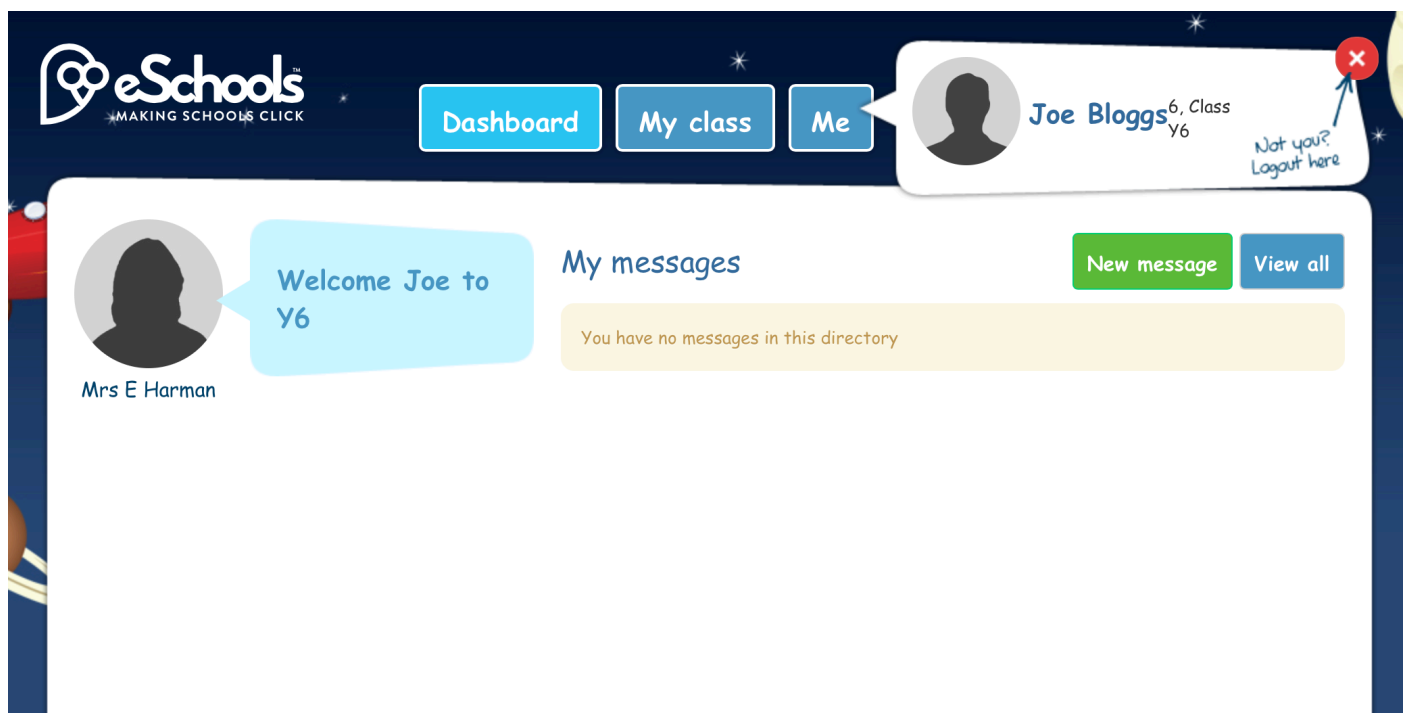 eSchools™
MAKING SCHOOLS CLICK
Dashboard
My class
Me
Joe Bloggs
6, Class
Y6
Not you?
Logout here
Welcome Joe to
Y6
Mrs E Harman
My messages
New message
View all
You have no messages in this directory